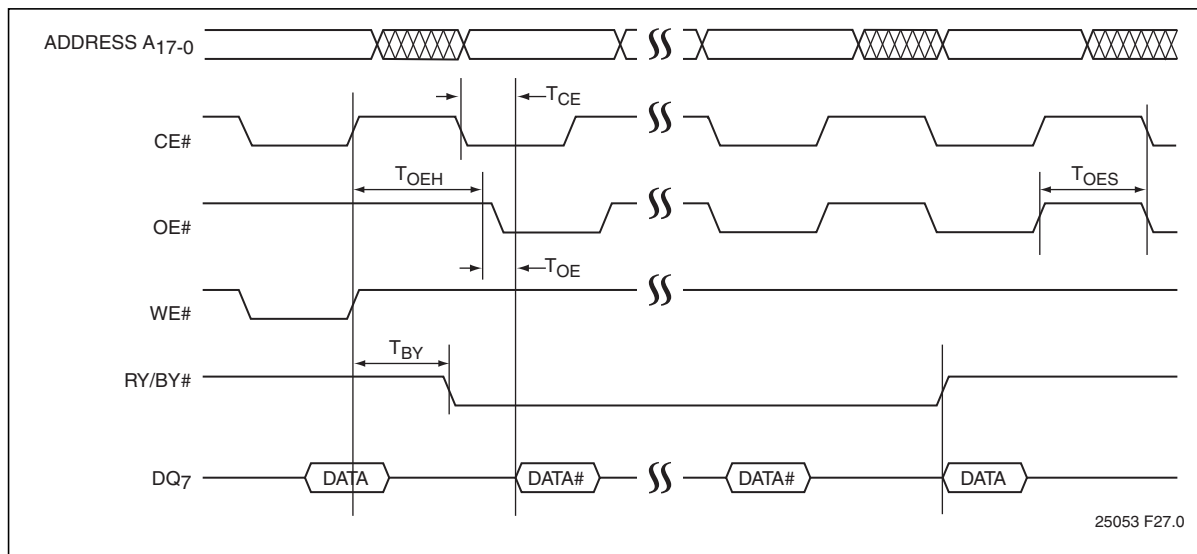 ADDRESS A17-0
TCE
CE#
TOEH
TOES
OE#
TOE
WE#
TBY
RY/BY#
DQ7
DATA
DATA#
DATA#
DATA
25053 F27.0